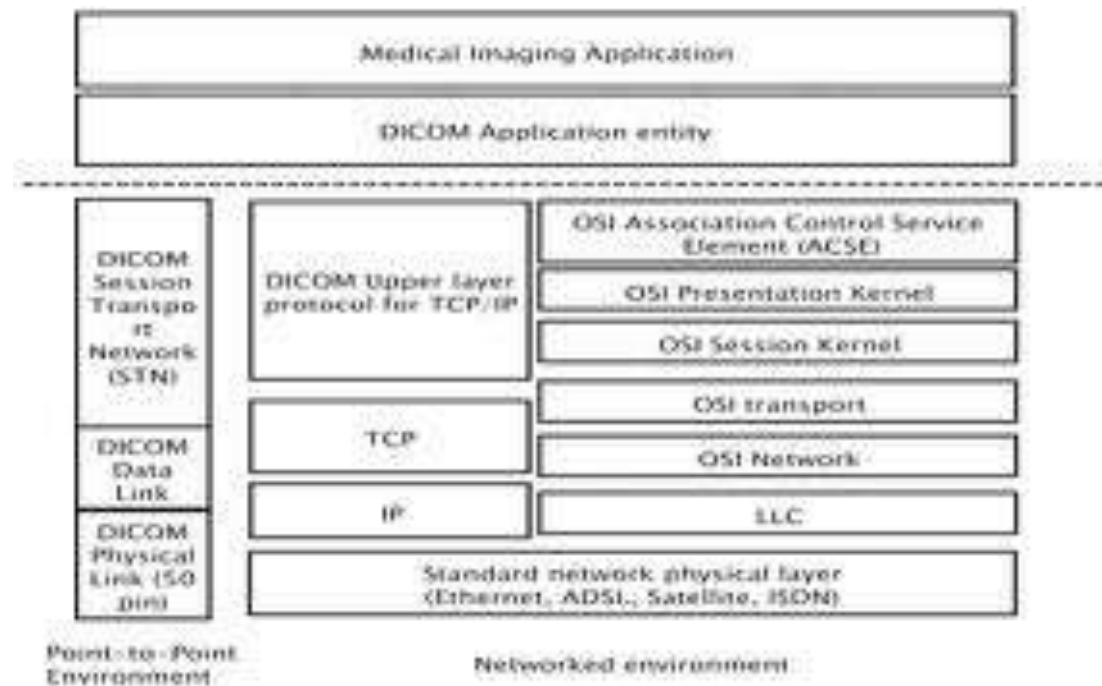 Medical Imaging Application
DICOM Application entity
DICOM
Session
Transpo
rt
Network
(STN)
DICOM
Data
Link
DICOM
Physical
Link (50
pin)
DICOM Upper layer
protocol for TCP/IP
TCP
IP
OSI Association Control Service
Element (ACSE)
OSI Presentation Kernel
OSI Session Kernel
OSI transport
OSI Network
LLC
Standard network physical layer
(Ethernet, ADSL, Satelline, ISDN)
Point-to-Point
Environment
Networked environment